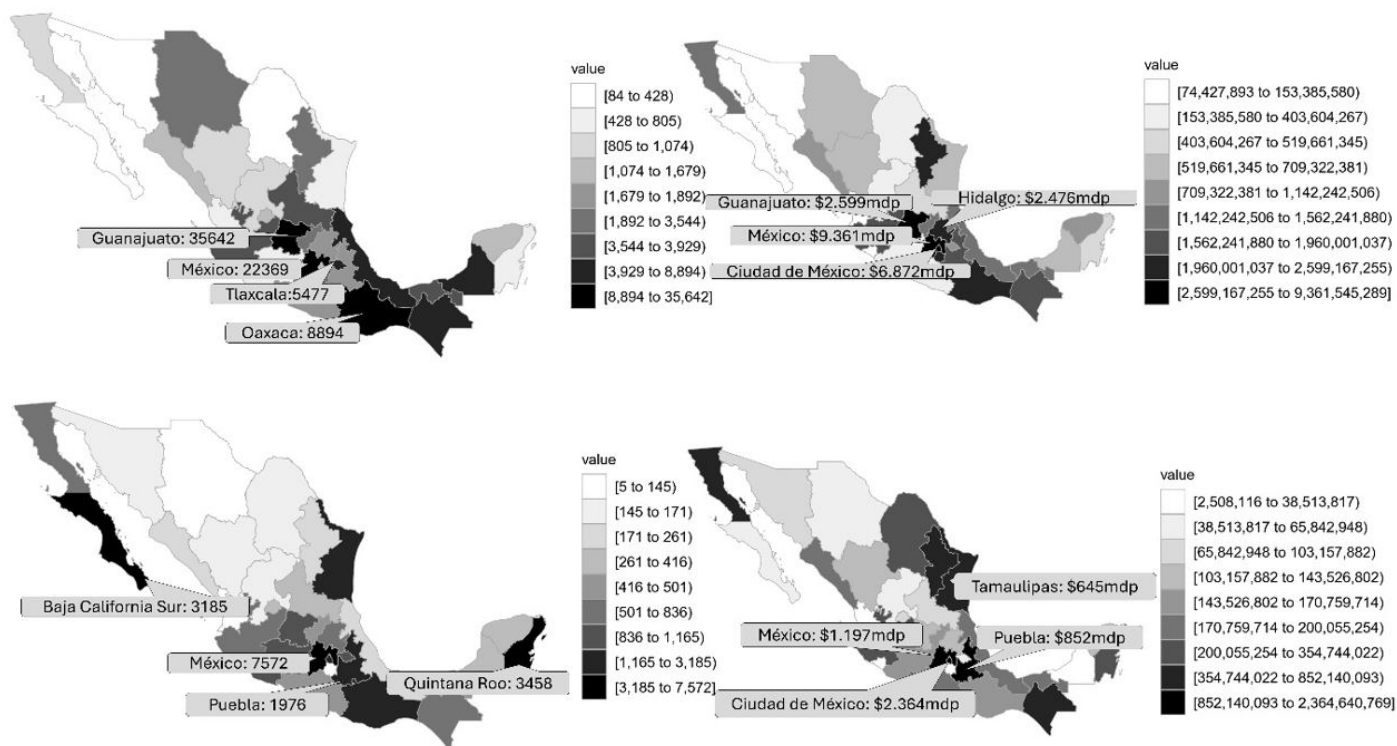 value
[84 to 428)
[428 to 805)
[805 to 1,074)
[1,074 to 1,679)
[1,679 to 1,892)
[1,892 to 3,544)
[3,544 to 3,929)
[3,929 to 8,894)
[8,894 to 35,642]
Guanajuato: 35642
México: 22369
Tlaxcala:5477
Oaxaca: 8894
value
[74,427,893 to 153,385,580)
[153,385,580 to 403,604,267)
[403,604,267 to 519,661,345)
[519,661,345 to 709,322,381)
[709,322,381 to 1,142,242,506)
[1,142,242,506 to 1,562,241,880)
[1,562,241,880 to 1,960,001,037)
[1,960,001,037 to 2,599,167,255)
[2,599,167,255 to 9,361,545,289]
Guanajuato: $2.599mdp
Hidalgo: $2.476mdp
México: $9.361mdp
Ciudad de México: $6.872mdp
value
[5 to 145)
[145 to 171)
[171 to 261)
[261 to 416)
[416 to 501)
[501 to 836)
[836 to 1,165)
[1,165 to 3,185)
[3,185 to 7,572]
Baja California Sur: 3185
México: 7572
Quintana Roo: 3458
Puebla: 1976
value
[2,508,116 to 38,513,817)
[38,513,817 to 65,842,948)
[65,842,948 to 103,157,882)
[103,157,882 to 143,526,802)
[143,526,802 to 170,759,714)
[170,759,714 to 200,055,254)
[200,055,254 to 354,744,022)
[354,744,022 to 852,140,093)
[852,140,093 to 2,364,640,769]
Tamaulipas: $645mdp
México: $1.197mdp
Puebla: $852mdp
Ciudad de México: $2.364mdp